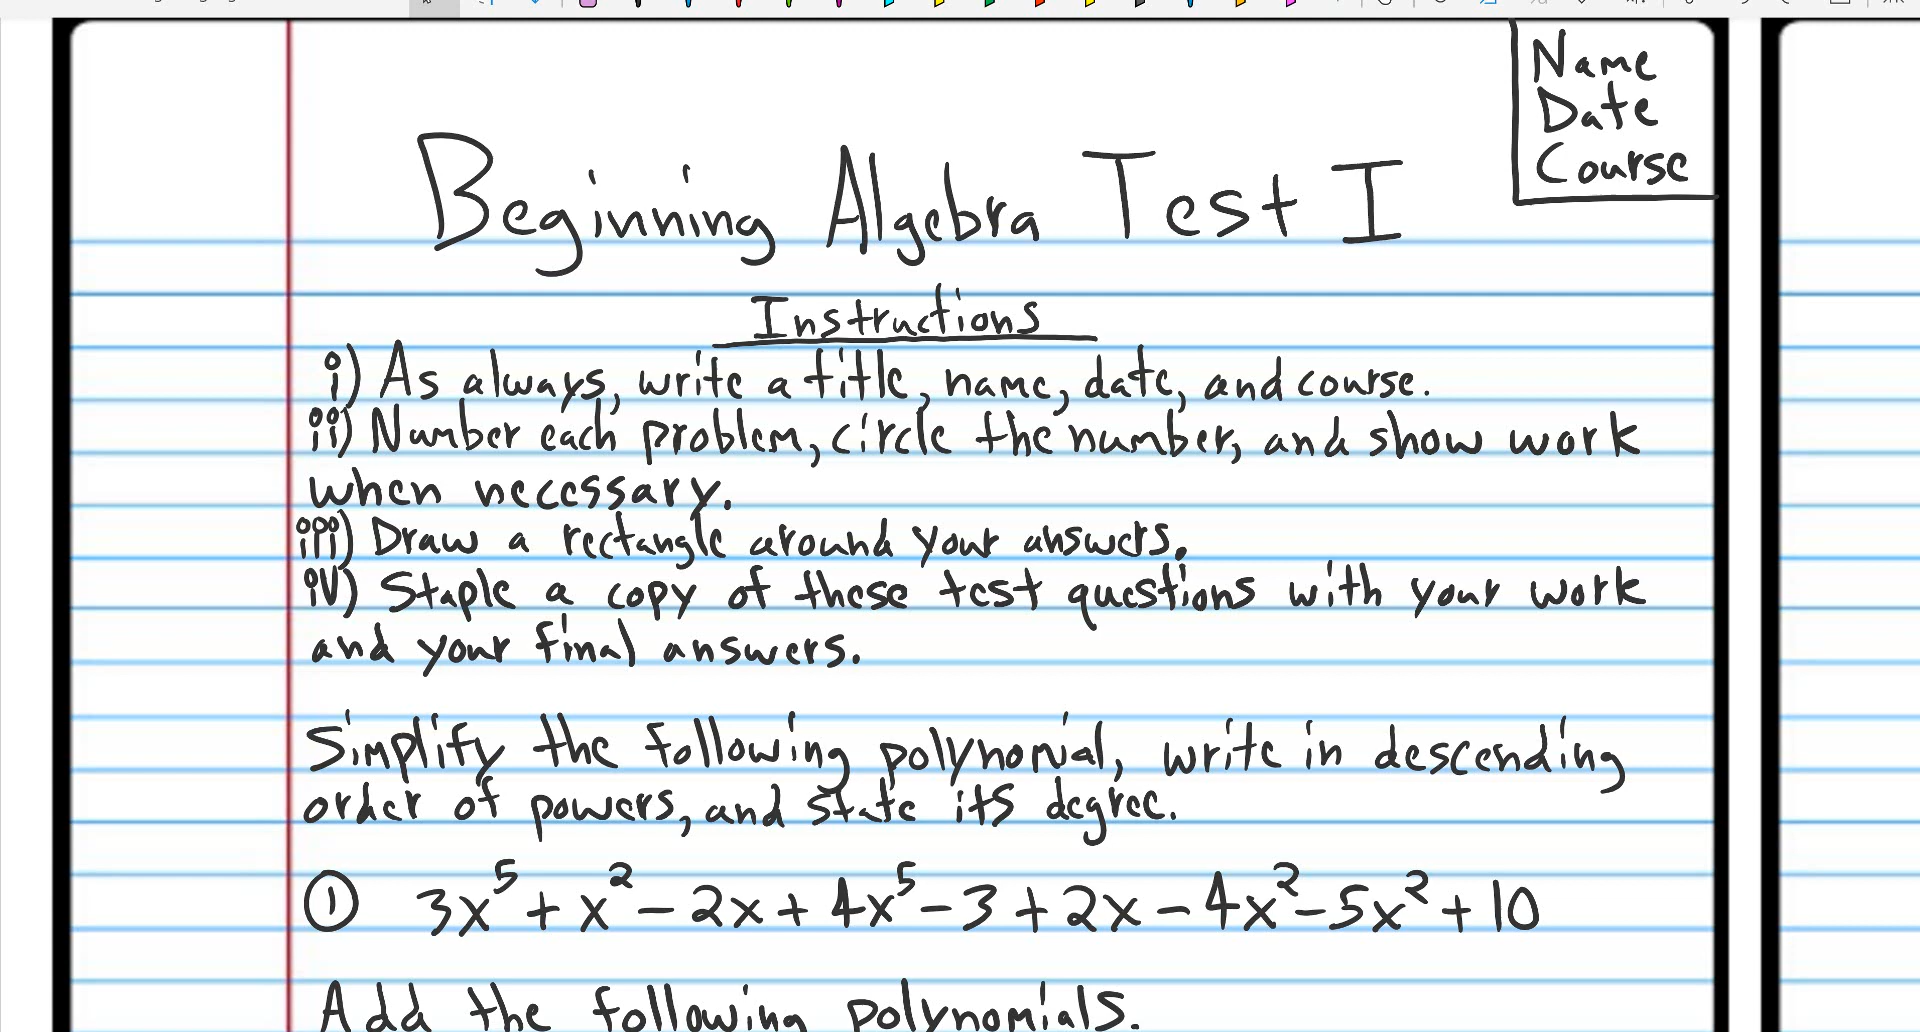 Name
Date
Course
Beginning Algebra Test I
Instructions
i) As always, write a title, name, date, and course.
ii) Number each problem, circle the number, and show work
when necessary.
iii) Draw a rectangle around your answers.
iv) Staple a copy of these test questions with your work
and your final answers.
Simplify the following polynomial, write in descending
order of powers, and state its degree.
① 3x⁵ + x² - 2x + 4x⁵ - 3 + 2x - 4x² - 5x² + 10
Add the following polynomials.